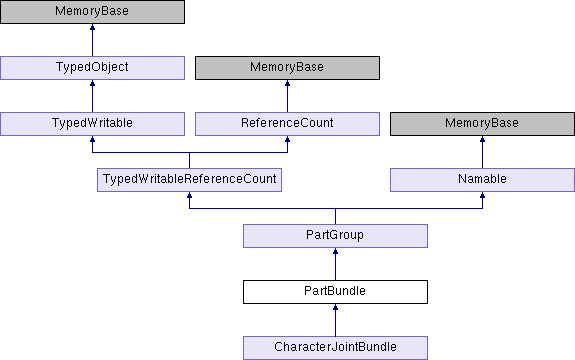 MemoryBase
TypedObject
MemoryBase
TypedWritable
ReferenceCount
MemoryBase
TypedWritableReferenceCount
Namable
PartGroup
PartBundle
CharacterJointBundle